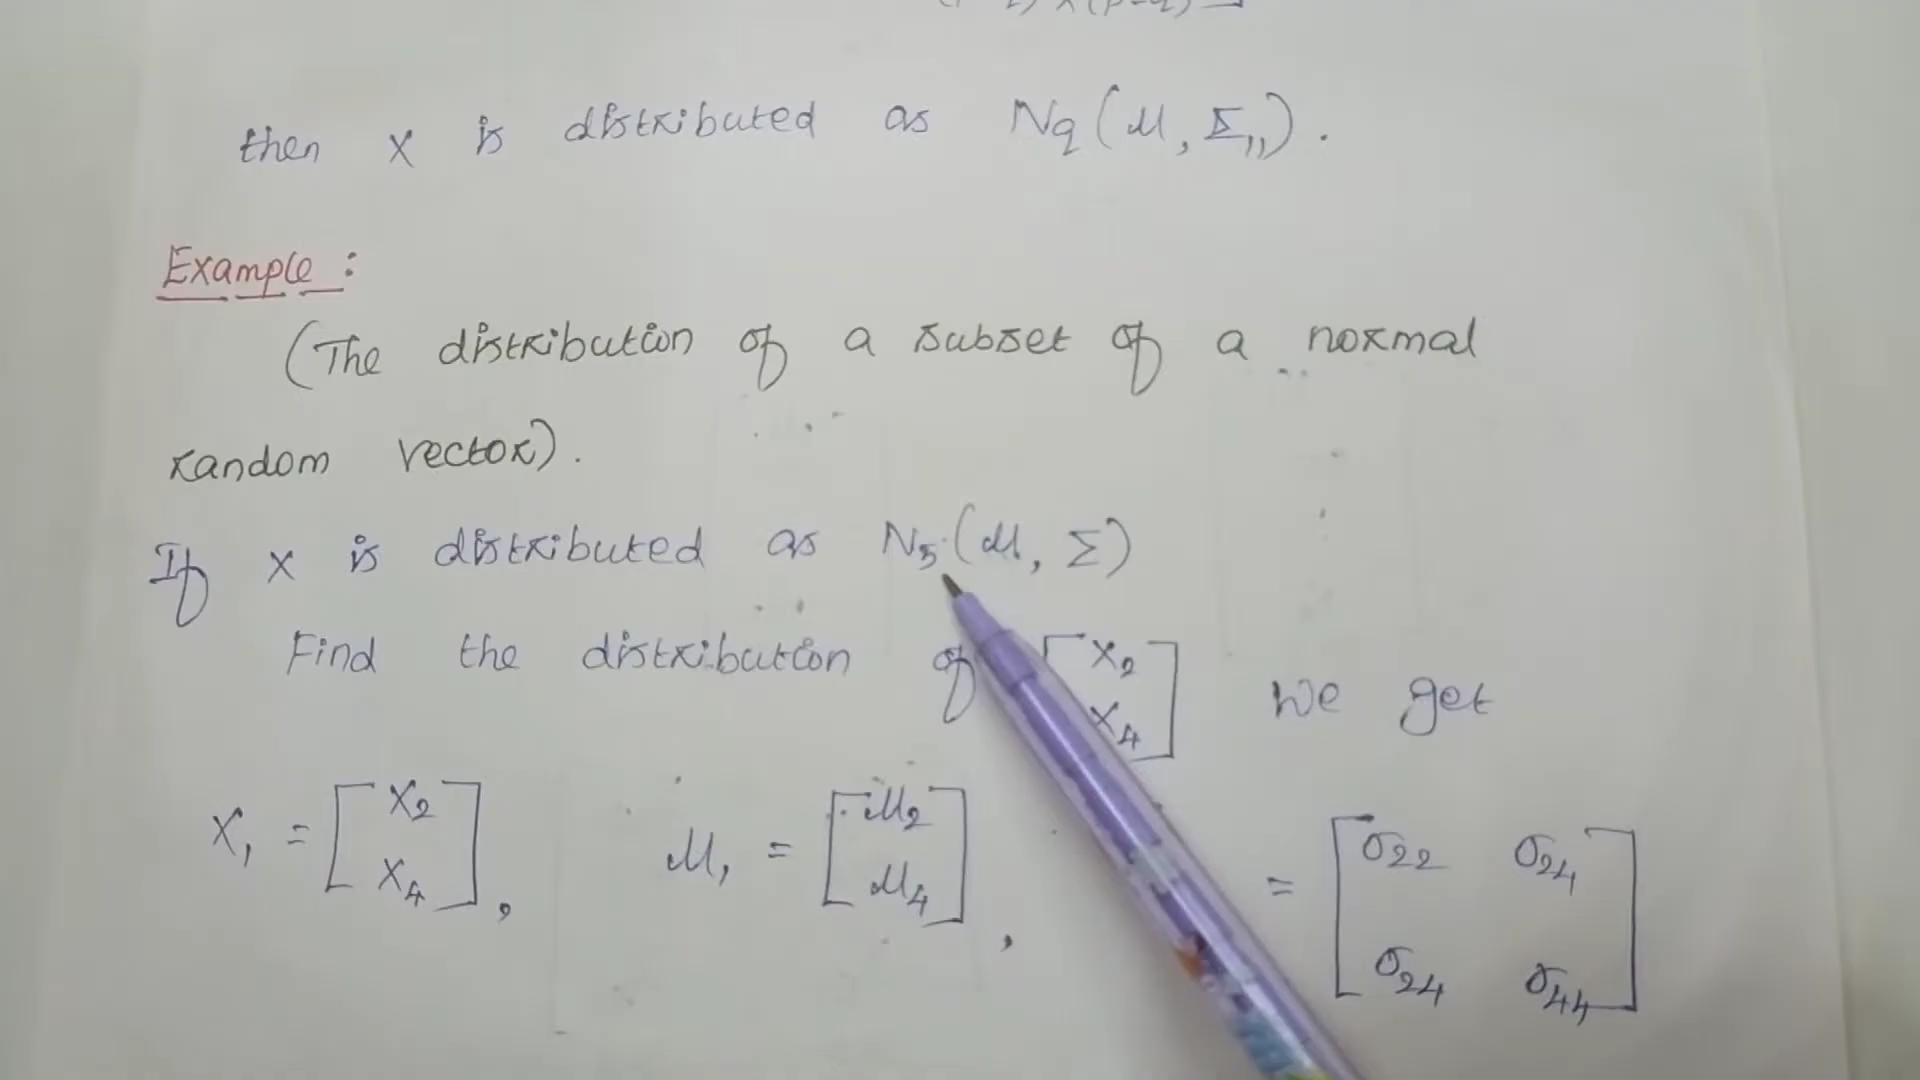 then X is distributed as Nq (μ, Σ₁₁).
Example :
(The distribution of a subset of a normal
random vector).
If X is distributed as N₅ (μ, Σ)
Find the distribution of [X₂ X₄] we get
X₁ = [X₂ X₄], μ₁ = [μ₂ μ₄], = [σ₂₂ σ₂₄ σ₂₄ σ₄₄]